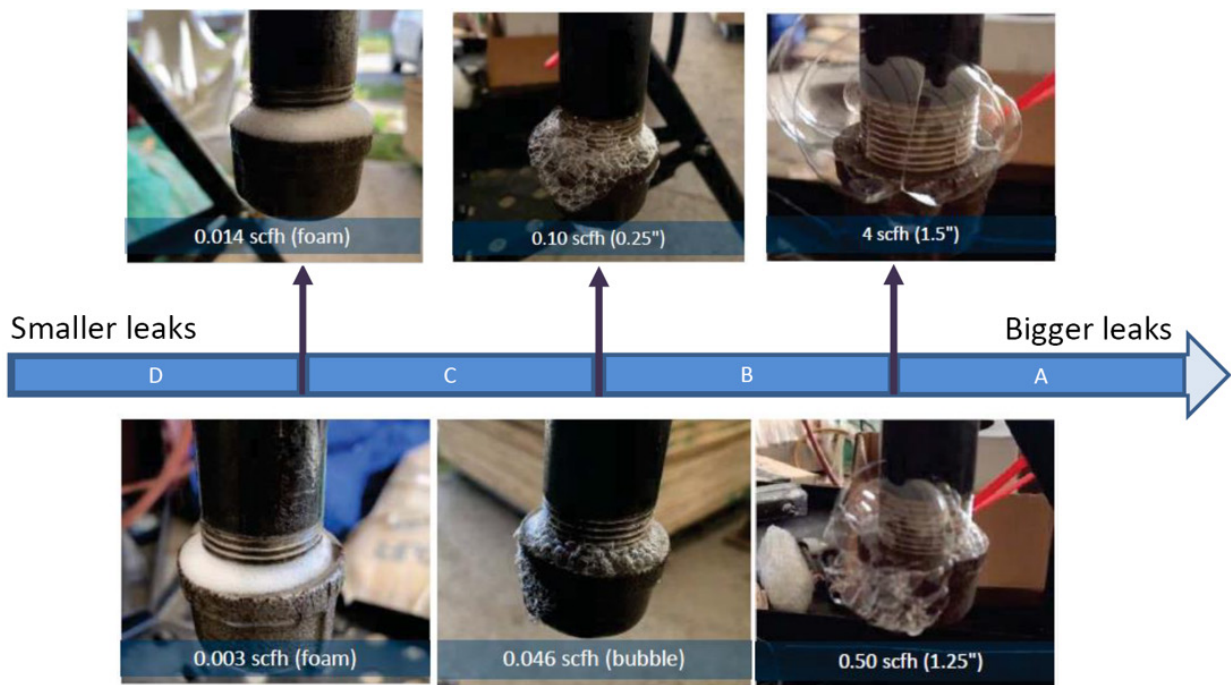 0.014 scfh (foam)
0.10 scfh (0.25")
4 scfh (1.5")
Smaller leaks
Bigger leaks
D
C
B
A
0.003 scfh (foam)
0.046 scfh (bubble)
0.50 scfh (1.25")